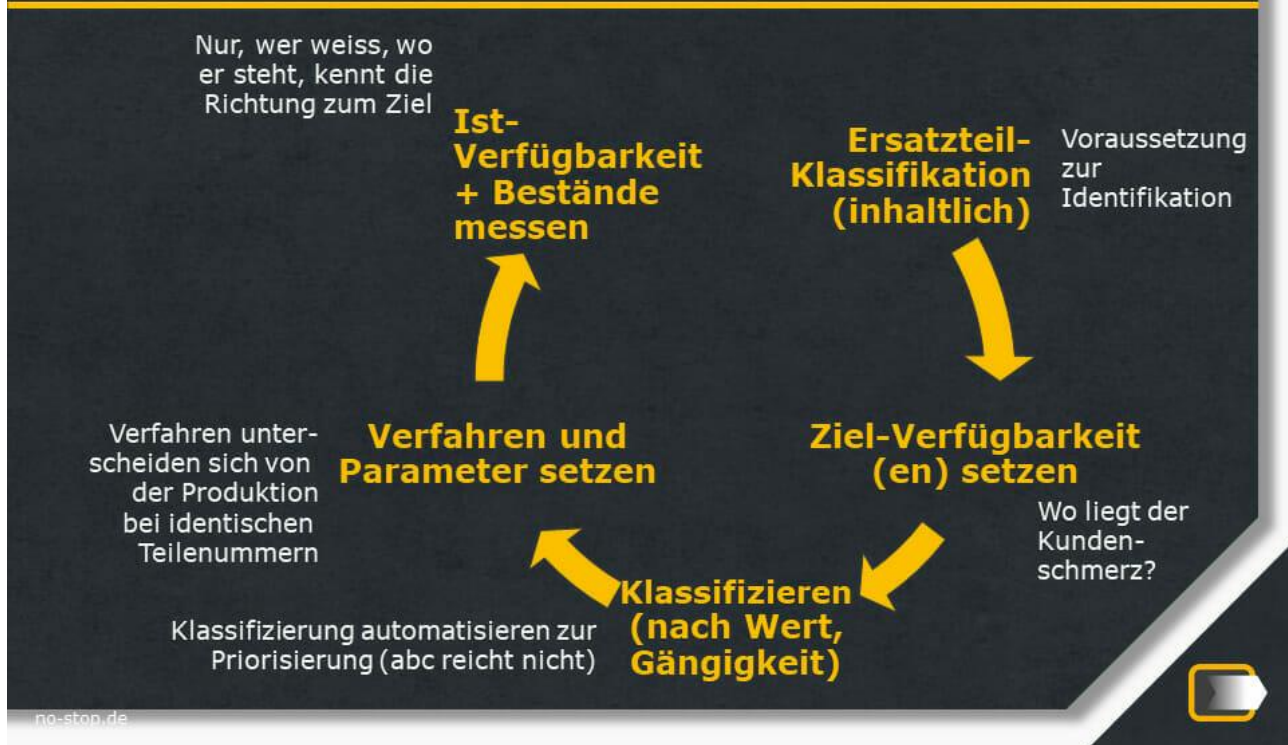 Nur, wer weiss, wo
er steht, kennt die
Richtung zum Ziel
Ist-
Verfügbarkeit
+ Bestände
messen
Ersatzteil-
Klassifikation
(inhaltlich)
Voraussetzung
zur
Identifikation
Verfahren unter-
scheiden sich von
der Produktion
bei identischen
Teilenummern
Verfahren und
Parameter setzen
Ziel-Verfügbarkeit
(en) setzen
Wo liegt der
Kunden-
schmerz?
Klassifizierung automatisieren zur
Priorisierung (abc reicht nicht)
Klassifizieren
(nach Wert,
Gängigkeit)
no-stop.de